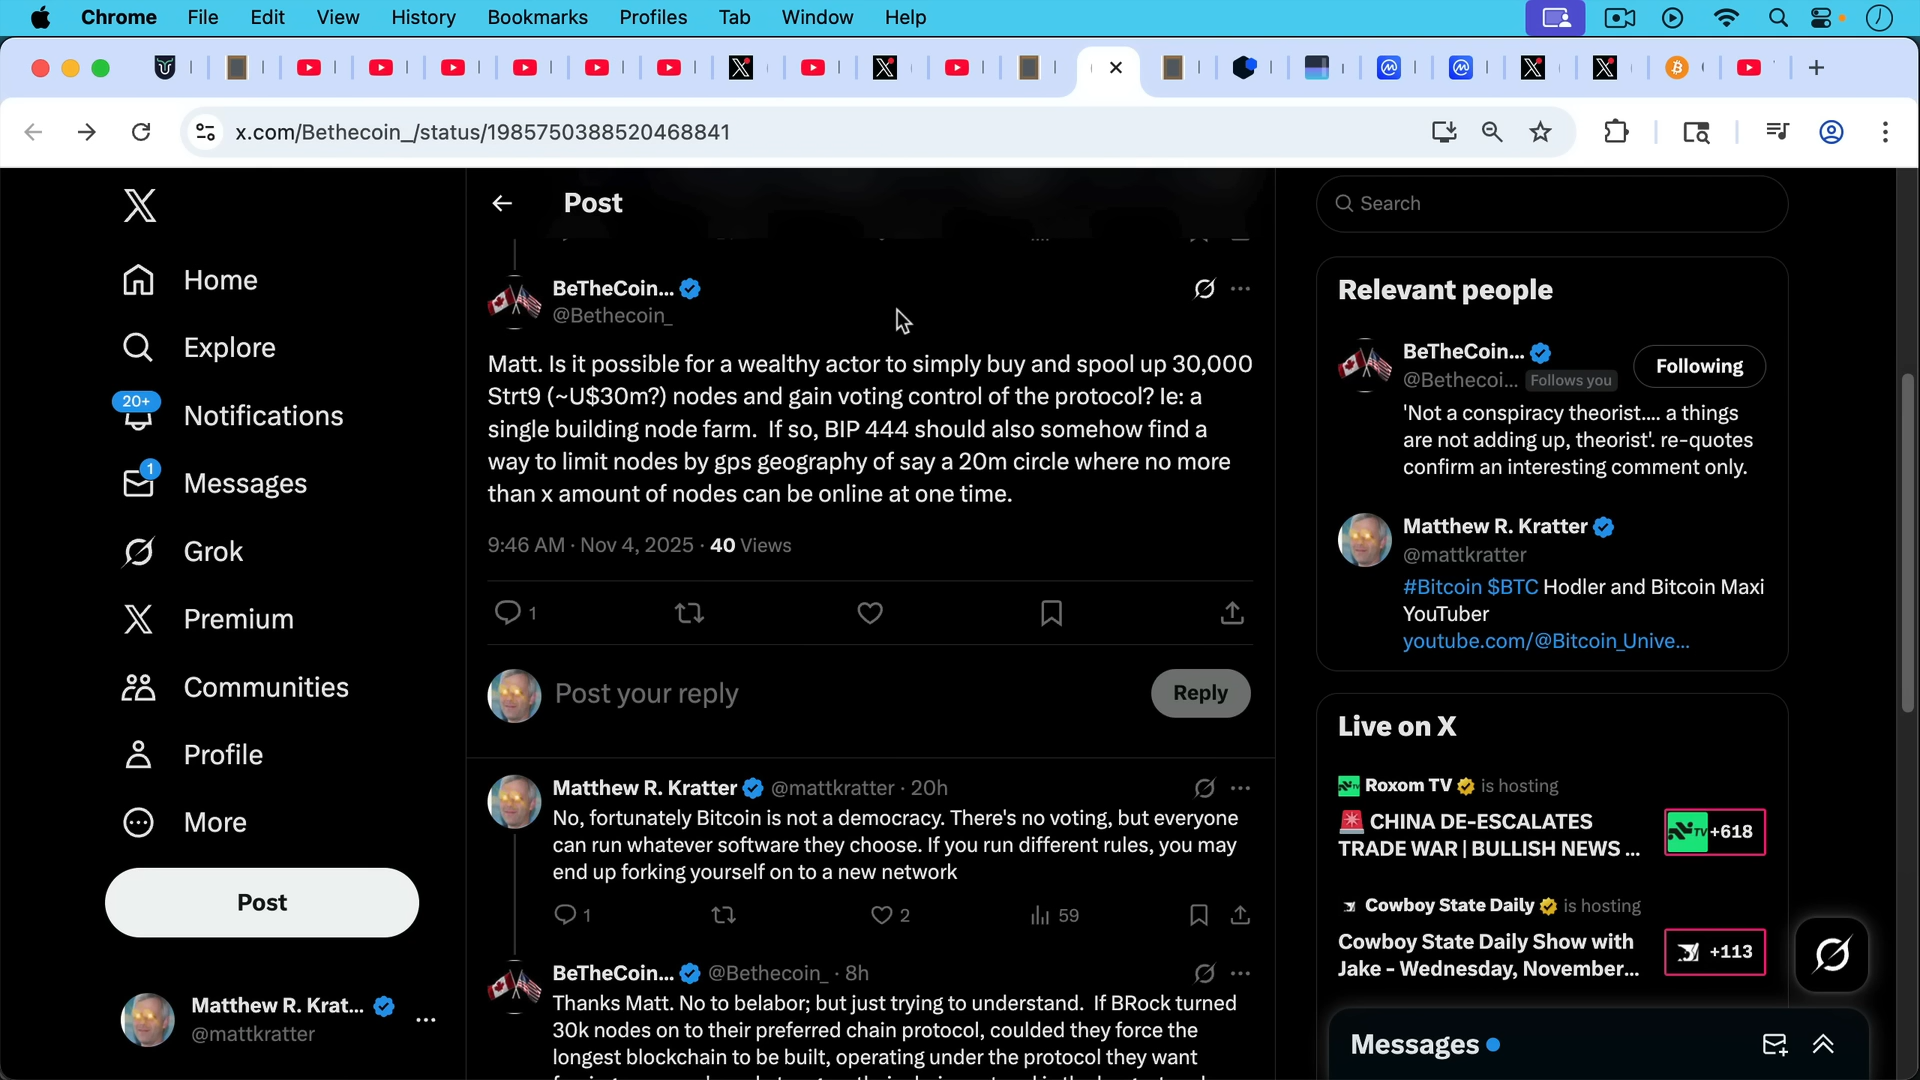 Chrome File Edit View History Bookmarks Profiles Tab Window Help
x.com/Bethecoin_/status/1985750388520468841
Home
Explore
20+
Notifications
1
Messages
Grok
Premium
Communities
Profile
More
Post
Matthew R. Krat...
@mattkratter
Post
BeTheCoin...
@Bethecoin_
Matt. Is it possible for a wealthy actor to simply buy and spool up 30,000
Strt9 (~U$30m?) nodes and gain voting control of the protocol? Ie: a
single building node farm.  If so, BIP 444 should also somehow find a
way to limit nodes by gps geography of say a 20m circle where no more
than x amount of nodes can be online at one time.
9:46 AM · Nov 4, 2025 · 40 Views
1
Post your reply
Reply
Matthew R. Kratter @mattkratter · 20h
No, fortunately Bitcoin is not a democracy. There's no voting, but everyone
can run whatever software they choose. If you run different rules, you may
end up forking yourself on to a new network
1 2 59
BeTheCoin... @Bethecoin_ · 8h
Thanks Matt. No to belabor; but just trying to understand.  If BRock turned
30k nodes on to their preferred chain protocol, coulded they force the
longest blockchain to be built, operating under the protocol they want
Search
Relevant people
BeTheCoin...
@Bethecoi... Follows you
Following
'Not a conspiracy theorist.... a things
are not adding up, theorist'. re-quotes
confirm an interesting comment only.
Matthew R. Kratter
@mattkratter
#Bitcoin $BTC Hodler and Bitcoin Maxi
YouTuber
youtube.com/@Bitcoin_Unive...
Live on X
Roxom TV is hosting
🚨 CHINA DE-ESCALATES
TRADE WAR | BULLISH NEWS ...
TV +618
Cowboy State Daily is hosting
Cowboy State Daily Show with
Jake - Wednesday, November...
+113
Messages